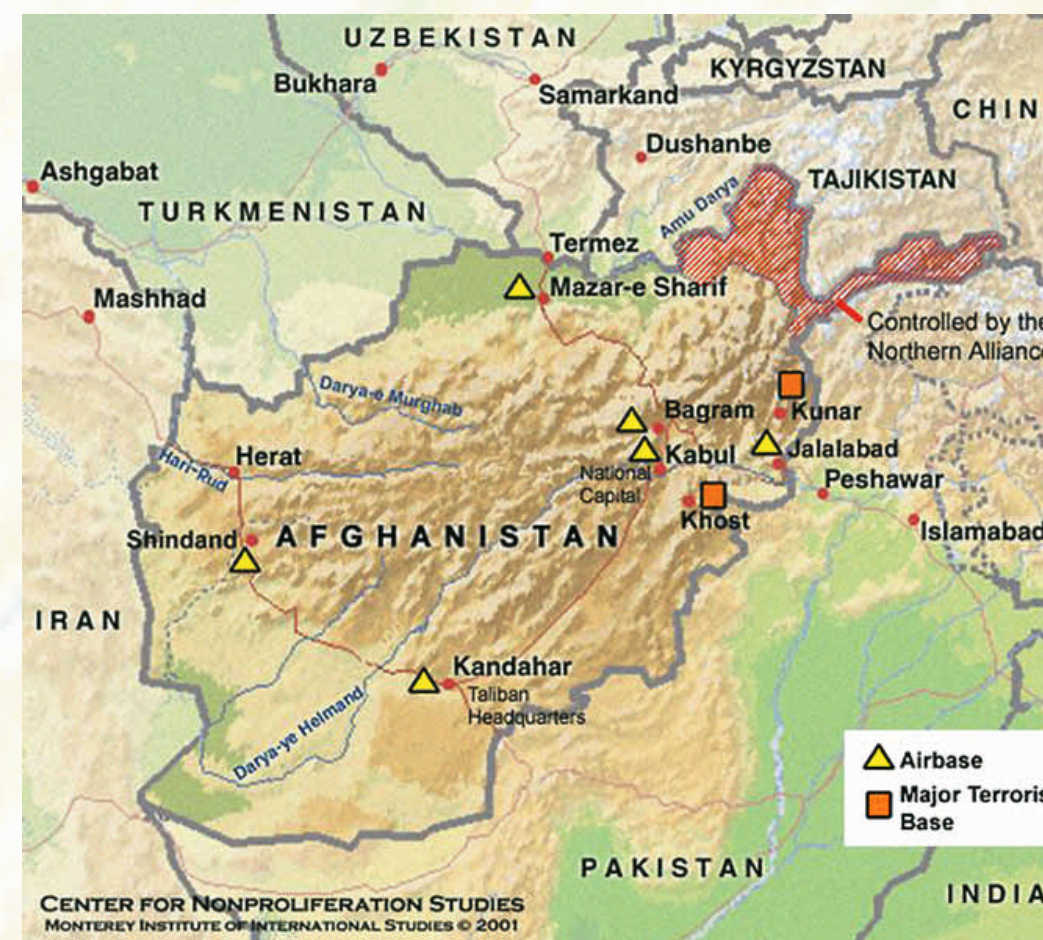 UZBEKISTAN
KYRGYZSTAN
Bukhara
Samarkand
CHIN
Dushanbe
Ashgabat
TAJIKISTAN
Amu Darya
TURKMENISTAN
Termez
Mazar-e Sharif
Mashhad
Controlled by the
Northern Alliance
Darya-e Murghab
Bagram
Kunar
Herat
Kabul
Jalalabad
Hari-Rud
National
Capital
Peshawar
Khost
Islamabad
Shindand
AFGHANISTAN
IRAN
Kandahar
Taliban
Headquarters
Darya-ye Helmand
Airbase
Major Terroris
Base
PAKISTAN
INDIA
CENTER FOR NONPROLIFERATION STUDIES
MONTEREY INSTITUTE OF INTERNATIONAL STUDIES © 2001